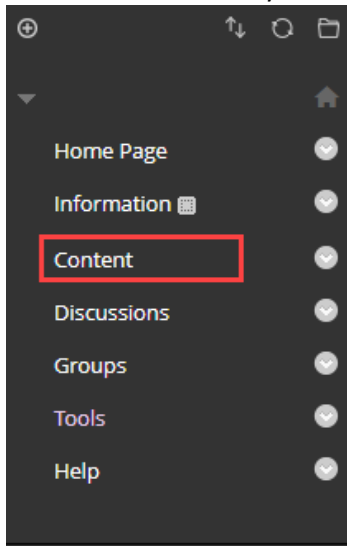 Home Page
Information
Content
Discussions
Groups
Tools
Help